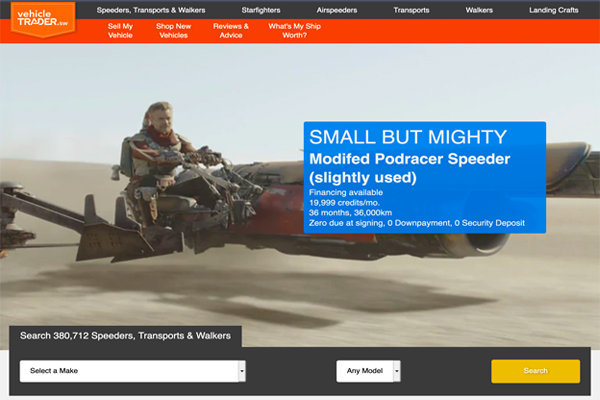 vehicle
TRADER.sw
Speeders, Transports & Walkers Starfighters Airspeeders Transports Walkers Landing Crafts
Sell My Vehicle
Shop New Vehicles
Reviews & Advice
What's My Ship Worth?
SMALL BUT MIGHTY
Modifed Podracer Speeder
(slightly used)
Financing available
19,999 credits/mo.
36 months, 36,000km
Zero due at signing, 0 Downpayment, 0 Security Deposit
Search 380,712 Speeders, Transports & Walkers
Select a Make Any Model Search